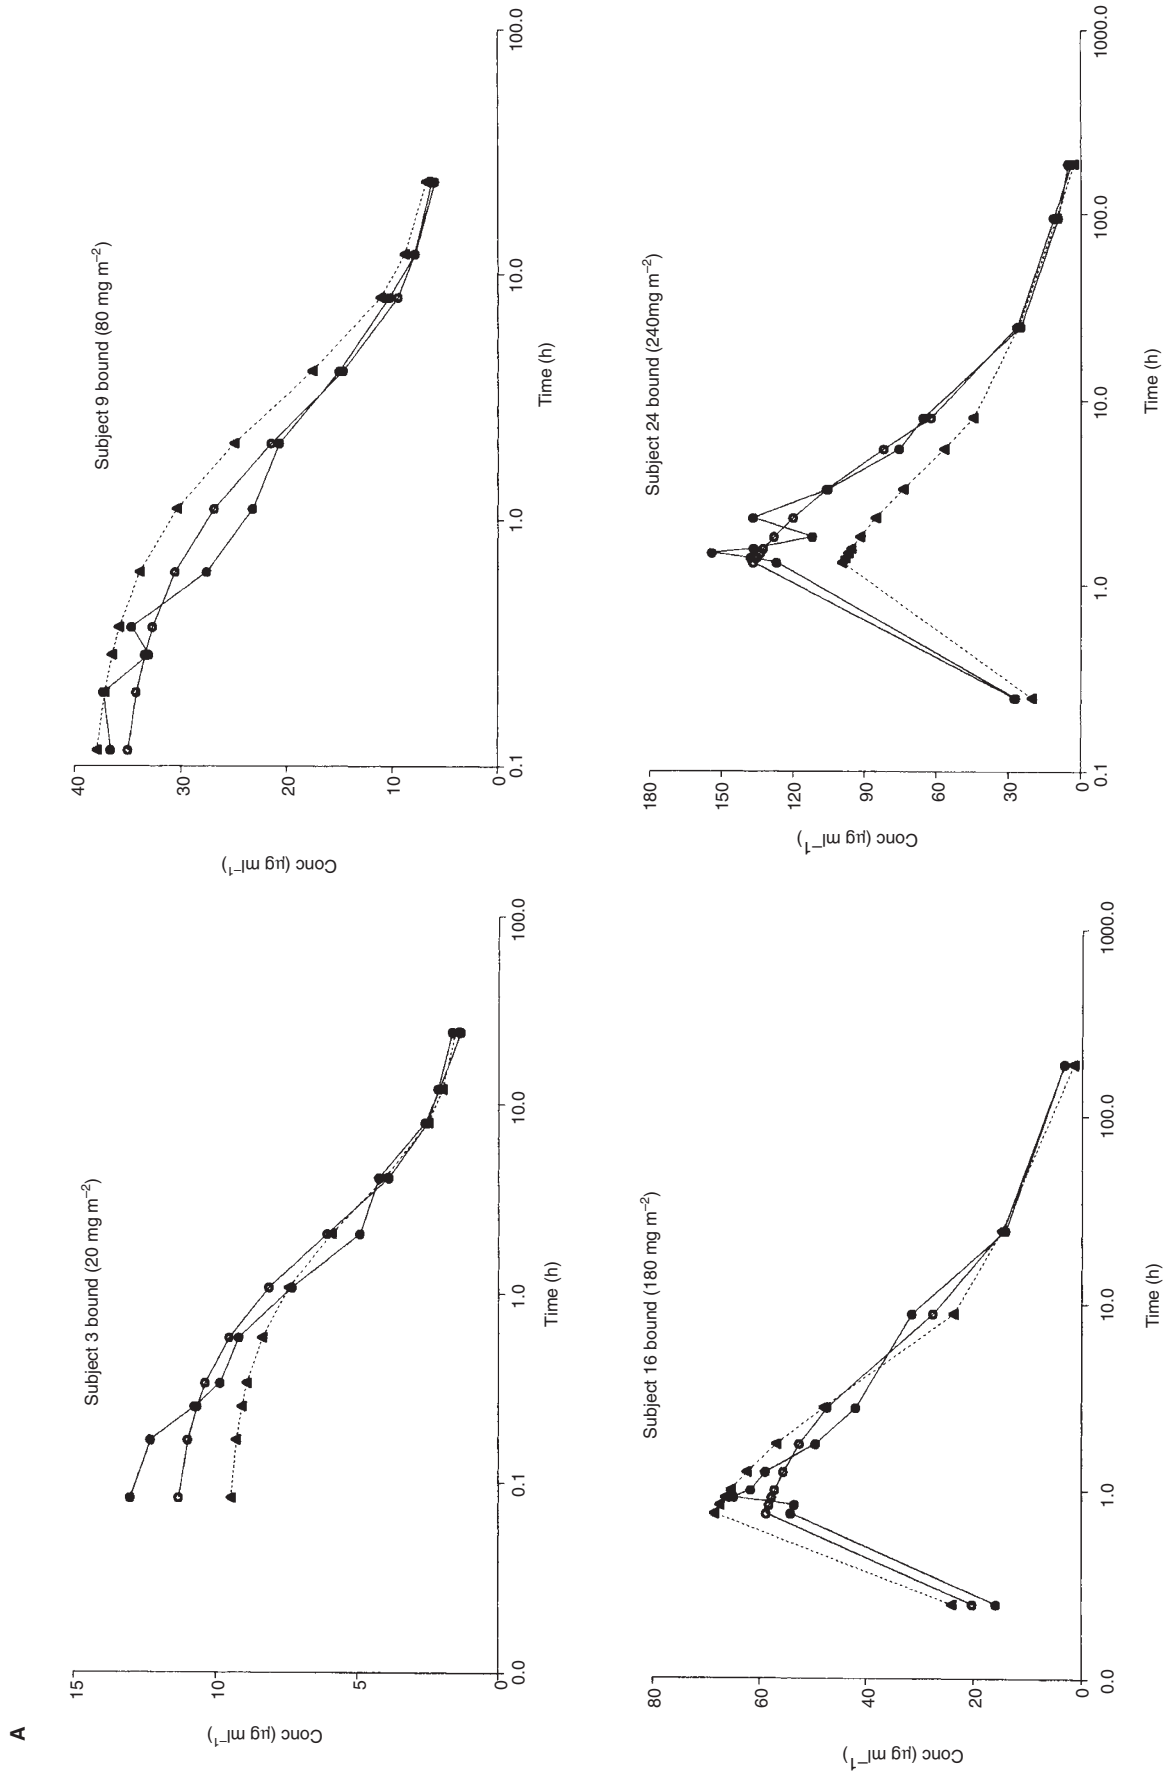 A
Subject 3 bound (20 mg m⁻²)
Conc (µg ml⁻¹)
15
10
5
0
0.0 0.1 1.0 10.0 100.0
Time (h)
Subject 9 bound (80 mg m⁻²)
Conc (µg ml⁻¹)
40
30
20
10
0
0.1 1.0 10.0 100.0
Time (h)
Subject 16 bound (180 mg m⁻²)
Conc (µg ml⁻¹)
80
60
40
20
0
0.0 1.0 10.0 100.0 1000.0
Time (h)
Subject 24 bound (240mg m⁻²)
Conc (µg ml⁻¹)
180
150
120
90
60
30
0
0.1 1.0 10.0 100.0 1000.0
Time (h)